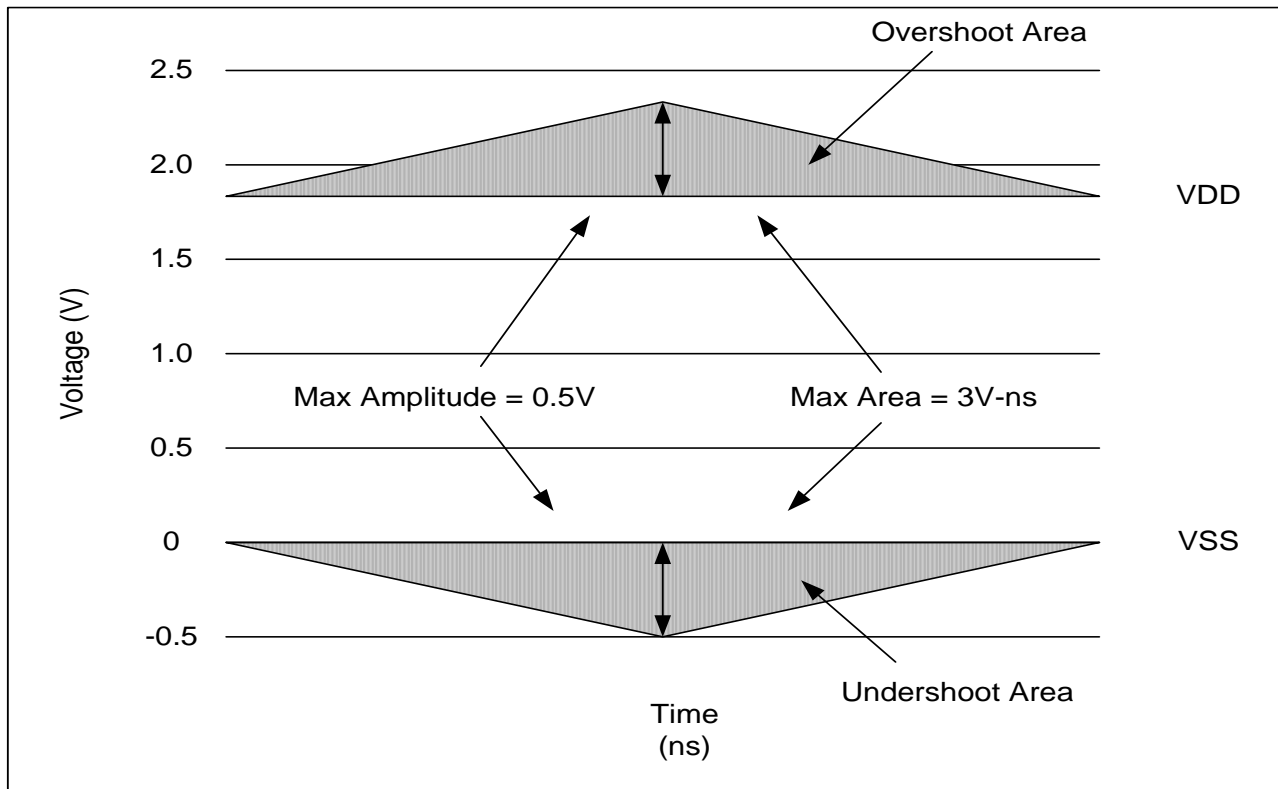 Overshoot Area
2.5
2.0
VDD
1.5
Voltage (V)
1.0
Max Amplitude = 0.5V
Max Area = 3V-ns
0.5
0
VSS
-0.5
Undershoot Area
Time
(ns)